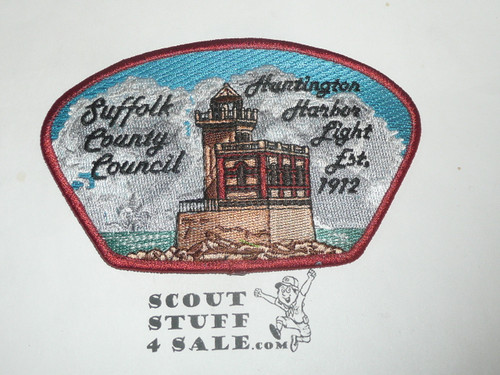 Suffolk
County
Council
Huntington
Harbor
Light
Est.
1912
SCOUT
STUFF
4 SALE.COM